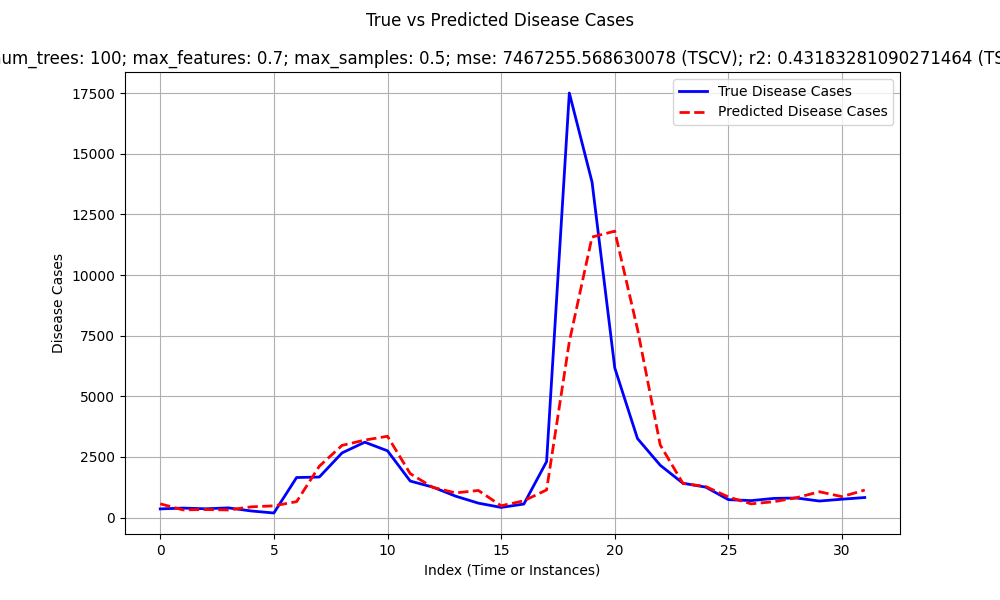 True vs Predicted Disease Cases
num_trees: 100; max_features: 0.7; max_samples: 0.5; mse: 7467255.568630078 (TSCV); r2: 0.43183281090271464 (TS
True Disease Cases
Predicted Disease Cases
17500
15000
12500
10000
7500
5000
2500
0
Disease Cases
0 5 10 15 20 25 30
Index (Time or Instances)